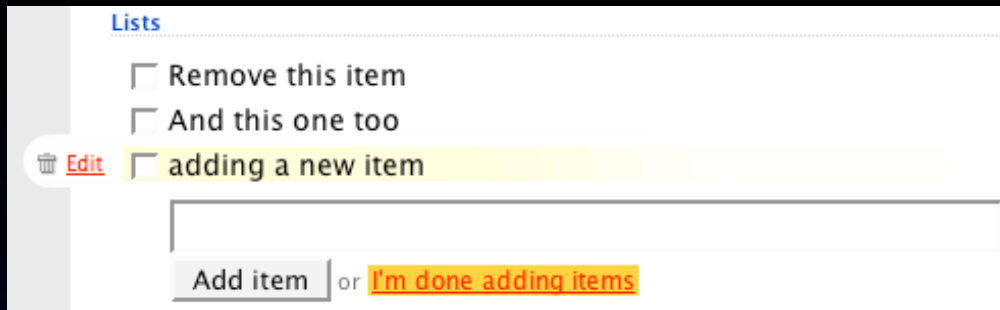 Lists
Remove this item
And this one too
Edit adding a new item
Add item or I'm done adding items